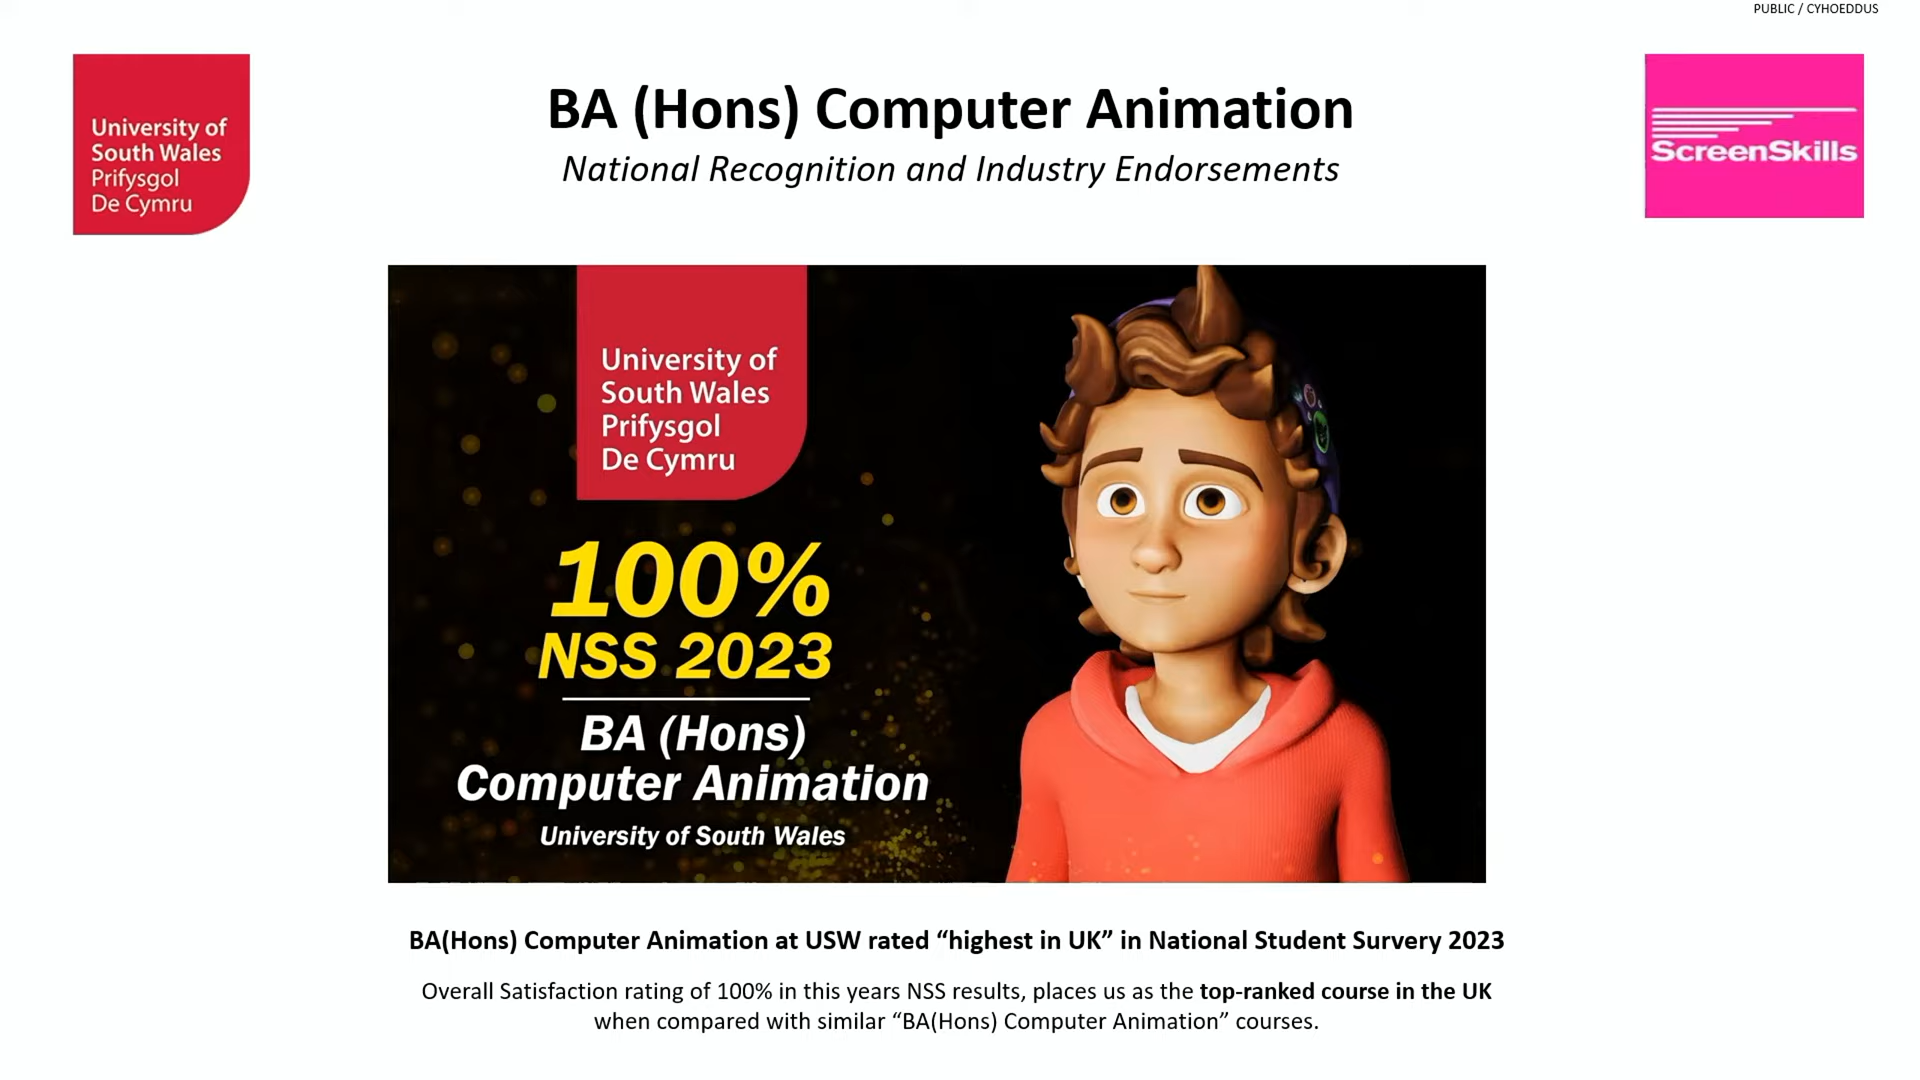 PUBLIC / CYHOEDDUS
University of
South Wales
Prifysgol
De Cymru
BA (Hons) Computer Animation
National Recognition and Industry Endorsements
ScreenSkills
University of
South Wales
Prifysgol
De Cymru
100%
NSS 2023
BA (Hons)
Computer Animation
University of South Wales
BA(Hons) Computer Animation at USW rated “highest in UK” in National Student Survery 2023
Overall Satisfaction rating of 100% in this years NSS results, places us as the top-ranked course in the UK
when compared with similar “BA(Hons) Computer Animation” courses.